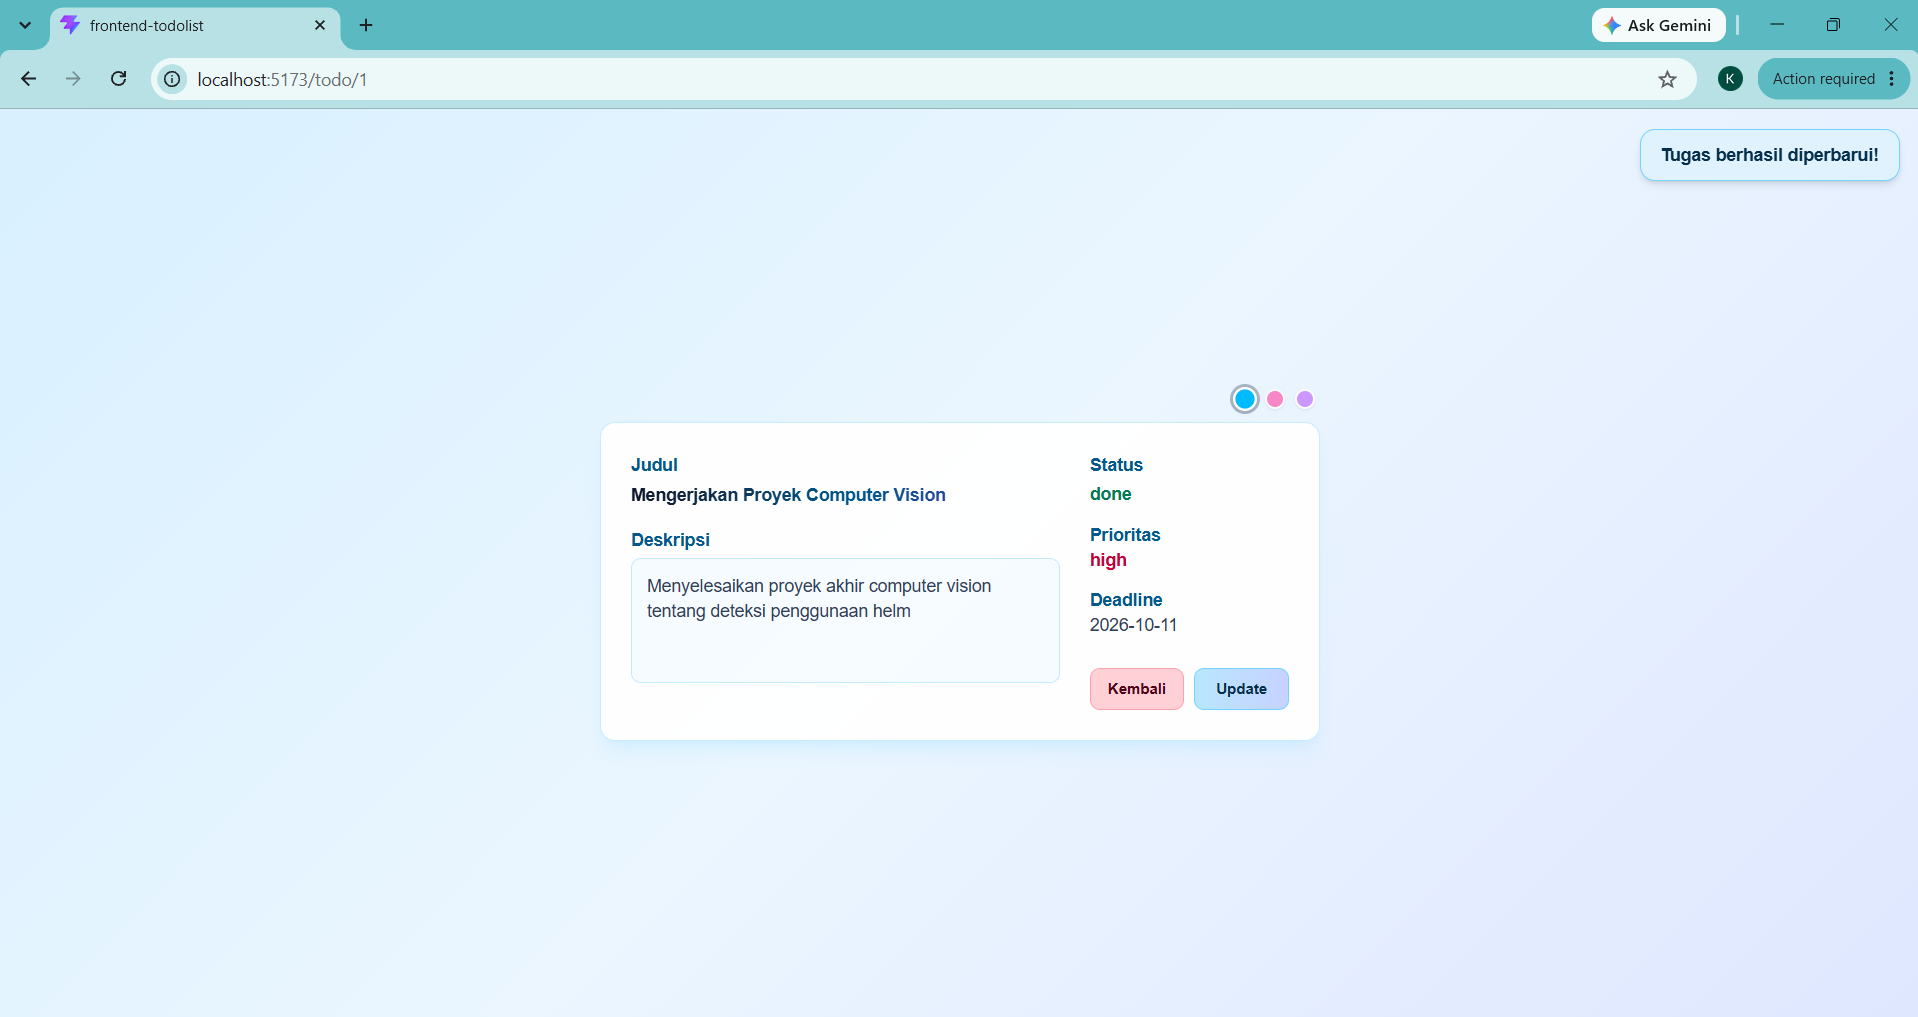 frontend-todolist
Ask Gemini
localhost:5173/todo/1
K
Action required
Tugas berhasil diperbarui!
Judul
Mengerjakan Proyek Computer Vision
Deskripsi
Menyelesaikan proyek akhir computer vision
tentang deteksi penggunaan helm
Status
done
Prioritas
high
Deadline
2026-10-11
Kembali
Update